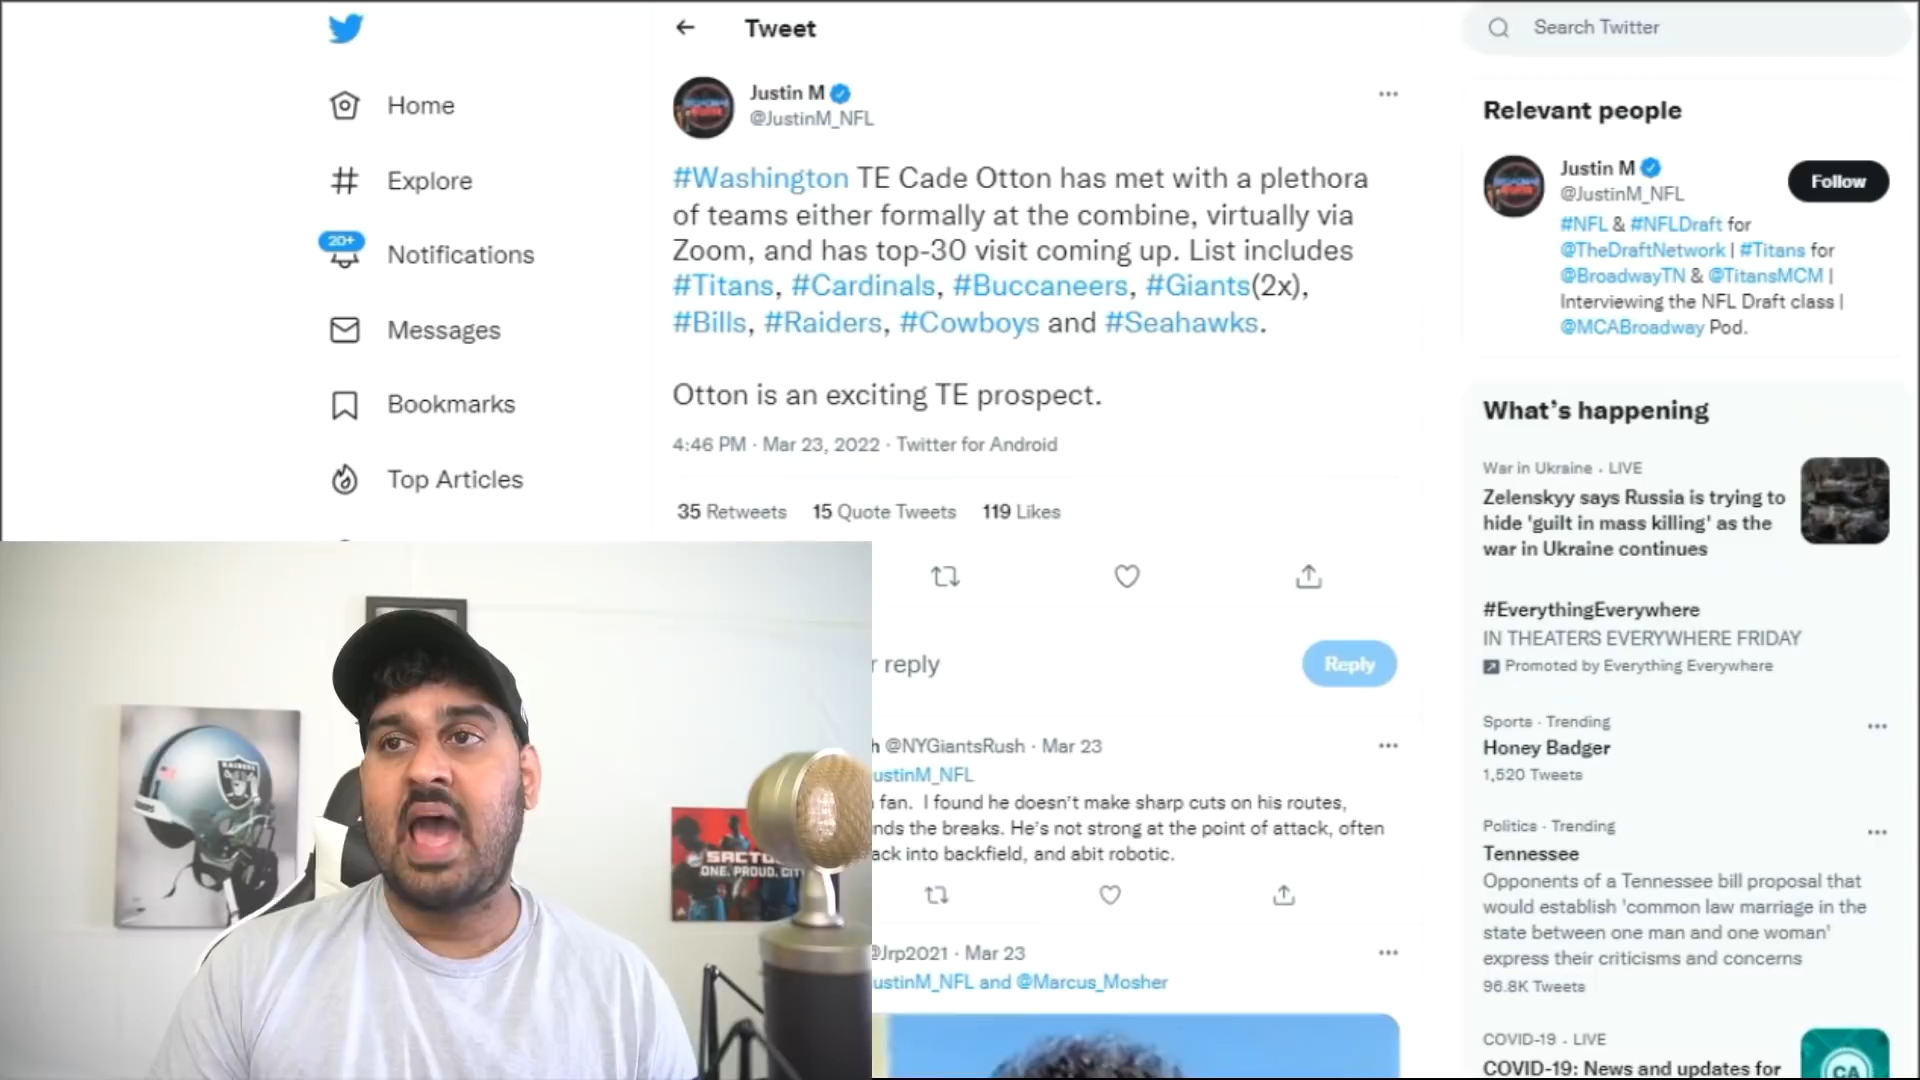 Tweet
Search Twitter
Home
Explore
20+
Notifications
Messages
Bookmarks
Top Articles
Justin M
@JustinM_NFL
#Washington TE Cade Otton has met with a plethora
of teams either formally at the combine, virtually via
Zoom, and has top-30 visit coming up. List includes
#Titans, #Cardinals, #Buccaneers, #Giants(2x),
#Bills, #Raiders, #Cowboys and #Seahawks.
Otton is an exciting TE prospect.
4:46 PM · Mar 23, 2022 · Twitter for Android
35 Retweets 15 Quote Tweets 119 Likes
reply
Reply
@NYGiantsRush · Mar 23
ustinM_NFL
fan. I found he doesn't make sharp cuts on his routes,
nds the breaks. He's not strong at the point of attack, often
ack into backfield, and abit robotic.
@Jrp2021 · Mar 23
ustinM_NFL and @Marcus_Mosher
Relevant people
Justin M
@JustinM_NFL
Follow
#NFL & #NFLDraft for
@TheDraftNetwork | #Titans for
@BroadwayTN & @TitansMCM |
Interviewing the NFL Draft class |
@MCABroadway Pod.
What's happening
War in Ukraine · LIVE
Zelenskyy says Russia is trying to
hide 'guilt in mass killing' as the
war in Ukraine continues
#EverythingEverywhere
IN THEATERS EVERYWHERE FRIDAY
Promoted by Everything Everywhere
Sports · Trending
Honey Badger
1,520 Tweets
Politics · Trending
Tennessee
Opponents of a Tennessee bill proposal that
would establish 'common law marriage in the
state between one man and one woman'
express their criticisms and concerns
96.8K Tweets
COVID-19 · LIVE
COVID-19: News and updates for
CA
RAIDERS
SACTO
ONE. PROUD. CITY